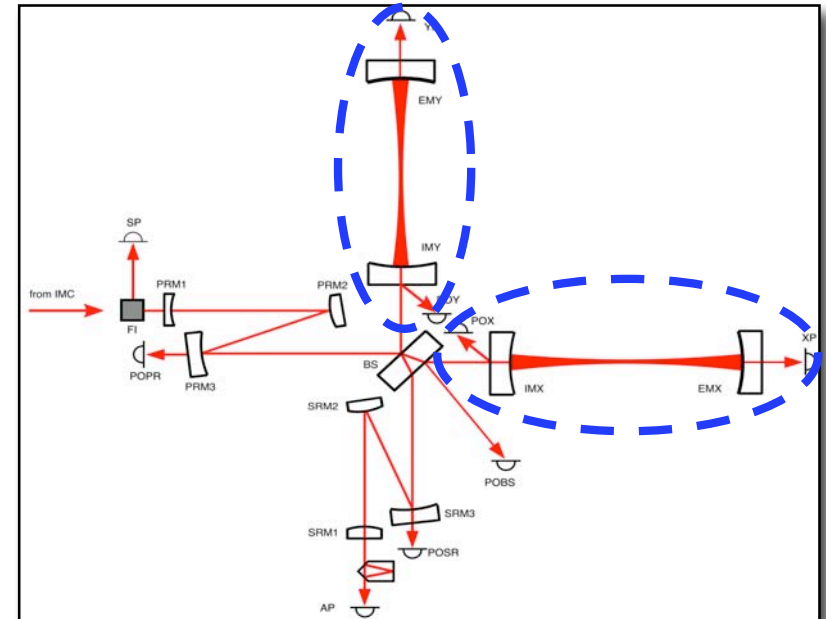 EMY
SP
IMY
from IMC
PRM1
PRM2
POX
FI
XP
BS
POPR
PRM3
IMX
EMX
SRM2
POBS
SRM3
SRM1
POSR
AP